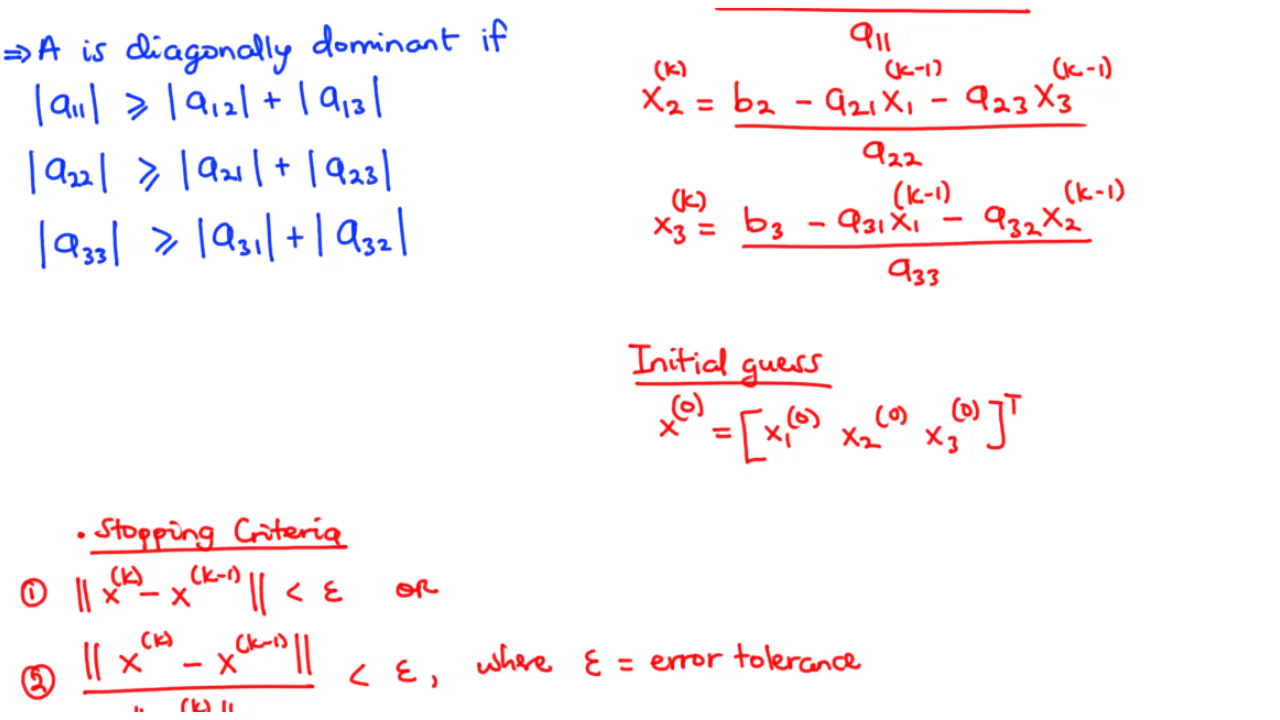 ⇒ A is diagonally dominant if
|a₁₁| ⩾ |a₁₂| + |a₁₃|
|a₂₂| ⩾ |a₂₁| + |a₂₃|
|a₃₃| ⩾ |a₃₁| + |a₃₂|
a₁₁
x₂^(k) = b₂ - a₂₁x₁^(k-1) - a₂₃x₃^(k-1)
a₂₂
x₃^(k) = b₃ - a₃₁x₁^(k-1) - a₃₂x₂^(k-1)
a₃₃
Initial guess
x^(0) = [x₁^(0) x₂^(0) x₃^(0)]^T
• Stopping Criteria
① ||x^(k) - x^(k-1)|| < ε OR
② ||x^(k) - x^(k-1)|| < ε, where ε = error tolerance
||x^(k)||